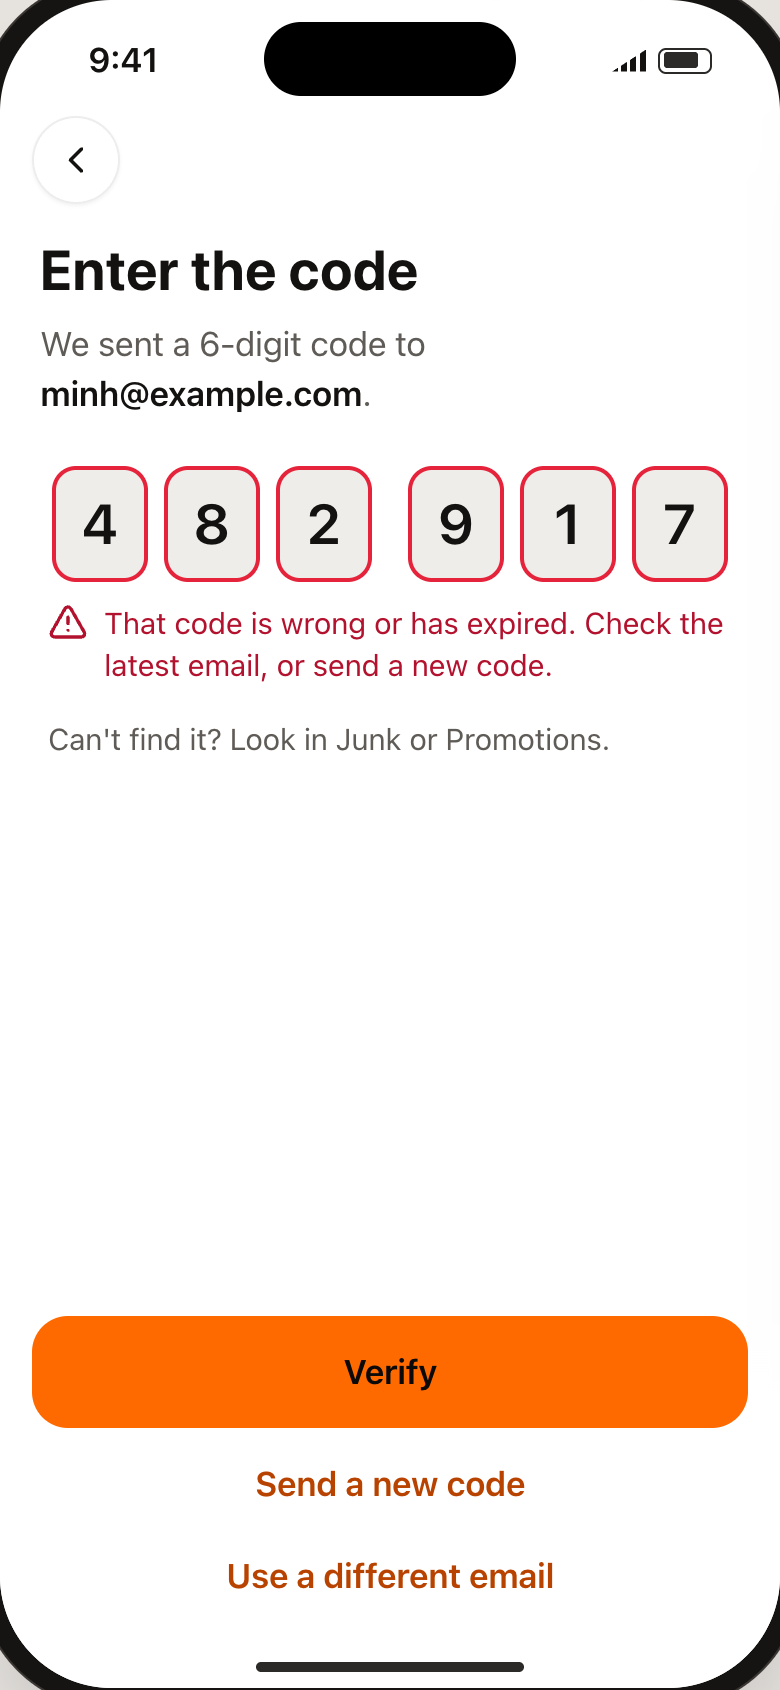 9:41
Enter the code
We sent a 6-digit code to
minh@example.com.
4 8 2 9 1 7
That code is wrong or has expired. Check the
latest email, or send a new code.
Can't find it? Look in Junk or Promotions.
Verify
Send a new code
Use a different email